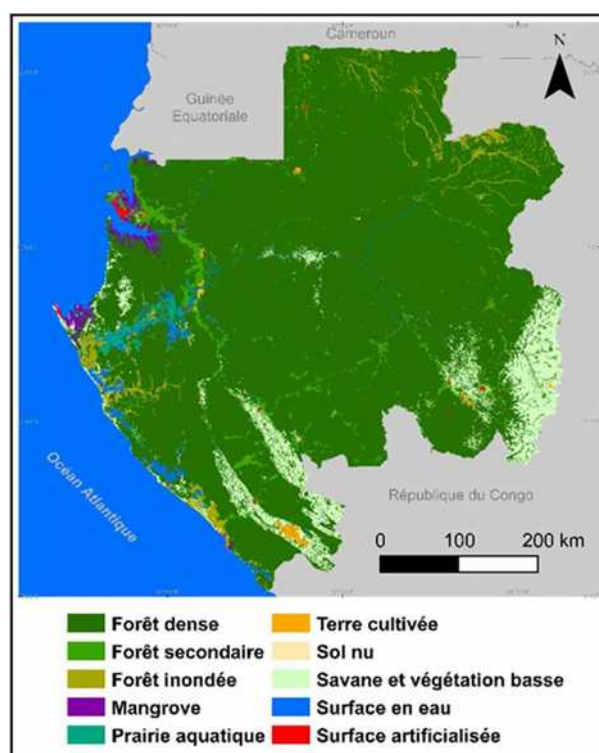 Cameroun
N
Guinée
Equatoriale
Océan Atlantique
République du Congo
0 100 200 km
Forêt dense
Terre cultivée
Forêt secondaire
Sol nu
Forêt inondée
Savane et végétation basse
Mangrove
Surface en eau
Prairie aquatique
Surface artificialisée